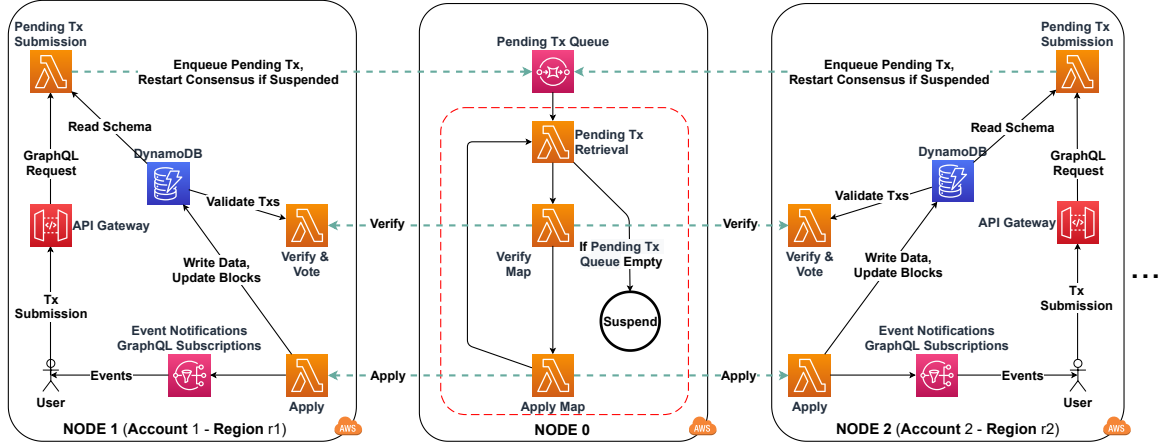 Pending Tx
Submission
Enqueue Pending Tx,
Restart Consensus if Suspended
Read Schema
GraphQL
Request
DynamoDB
Validate Txs
API Gateway
Verify &
Vote
Write Data,
Update Blocks
Tx
Submission
Event Notifications
GraphQL Subscriptions
Events
User
Apply
AWS
NODE 1 (Account 1 - Region r1)
Pending Tx Queue
Pending Tx
Retrieval
Verify
Verify
Verify
Map
If Pending Tx
Queue Empty
Suspend
Apply
Apply
Apply Map
AWS
NODE 0
Pending Tx
Submission
Enqueue Pending Tx,
Restart Consensus if Suspended
Read Schema
DynamoDB
GraphQL
Request
Validate Txs
API Gateway
Verify &
Vote
Write Data,
Update Blocks
Tx
Submission
Event Notifications
GraphQL Subscriptions
Events
Apply
User
AWS
NODE 2 (Account 2 - Region r2)
...